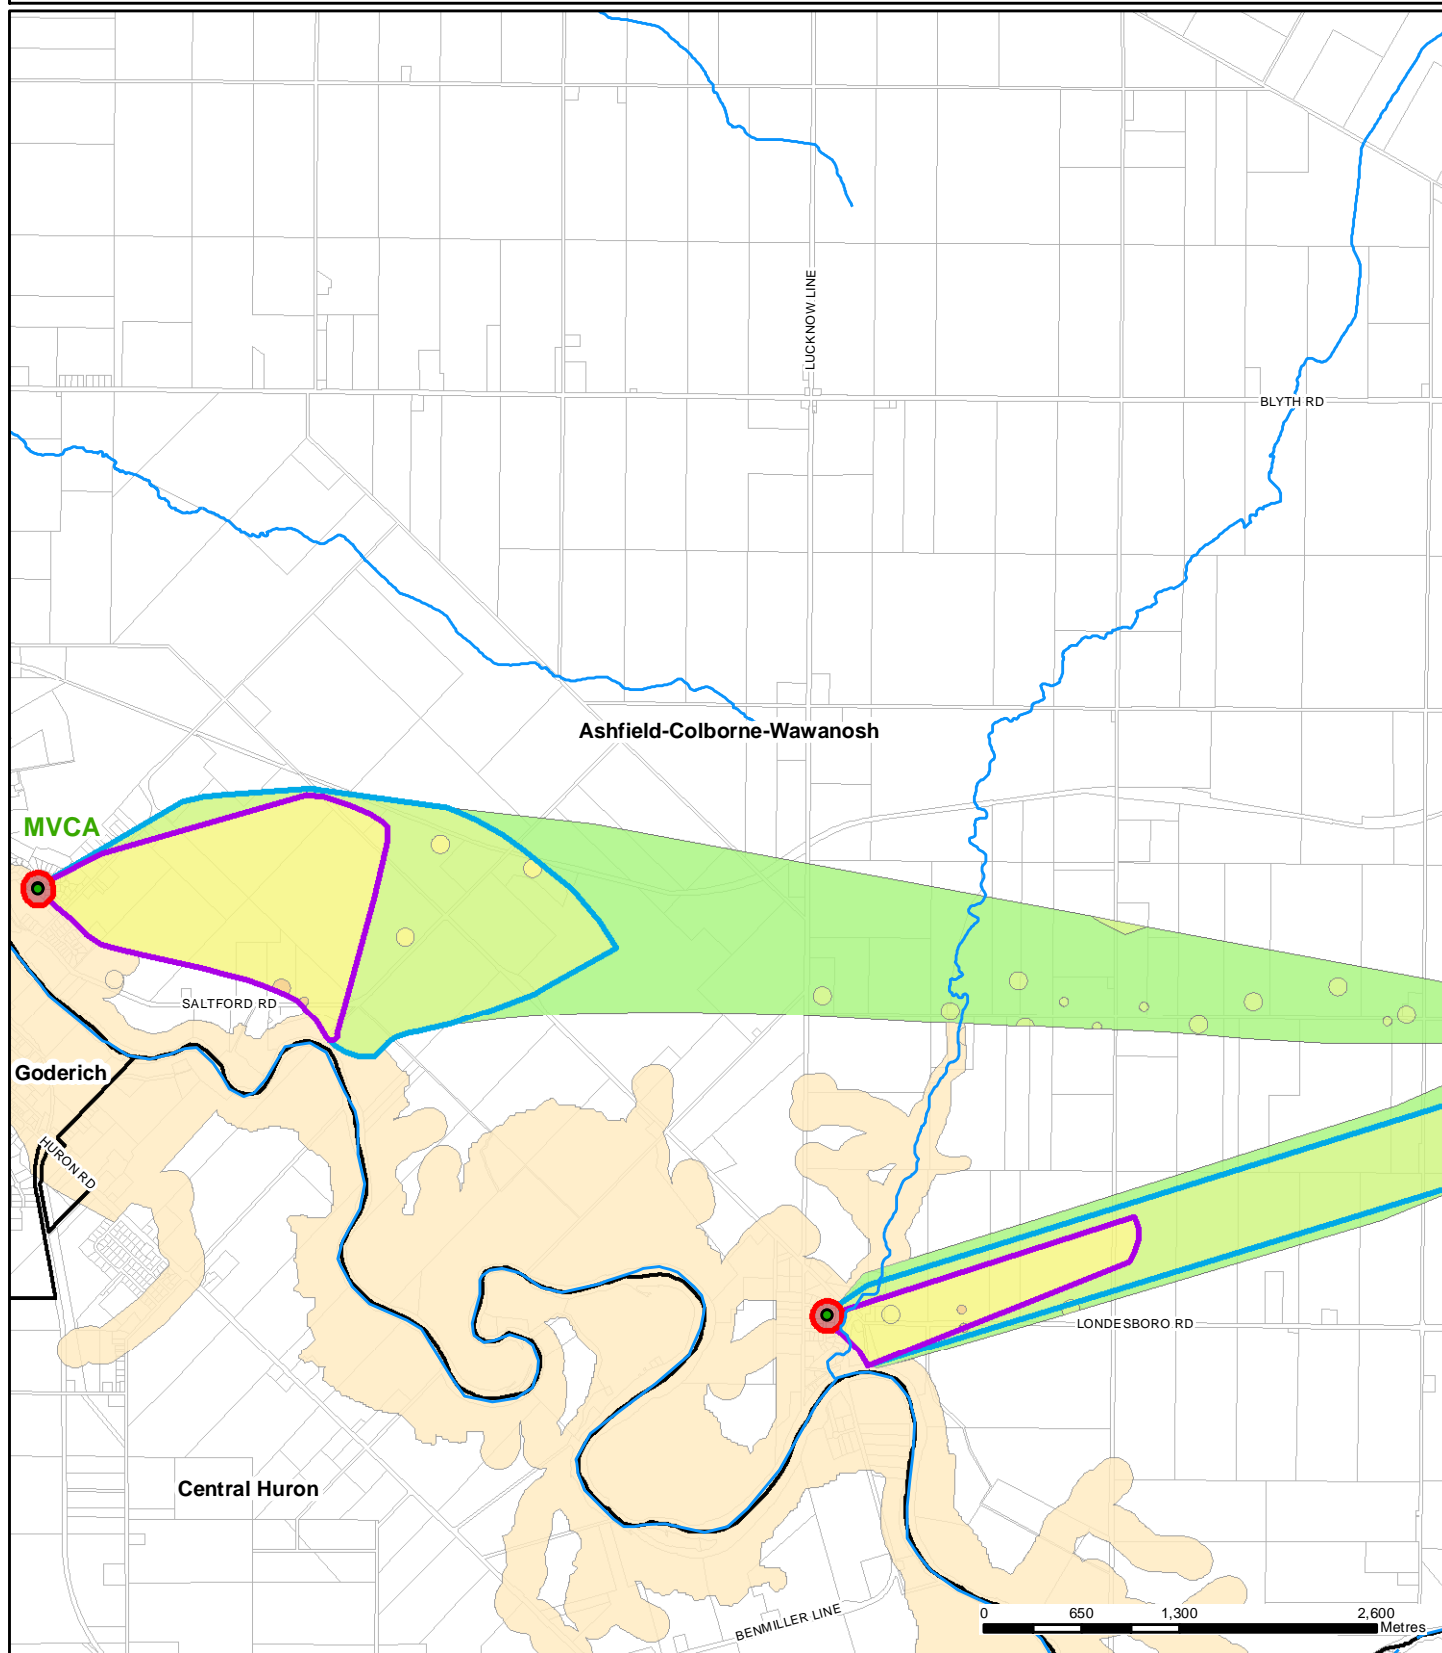 LUCKNOW LINE
BLYTH RD
Ashfield-Colborne-Wawanosh
MVCA
SALTFORD RD
Goderich
HURON RD
LONDESBORO RD
Central Huron
BENMILLER LINE
0 650 1,300 2,600
Metres